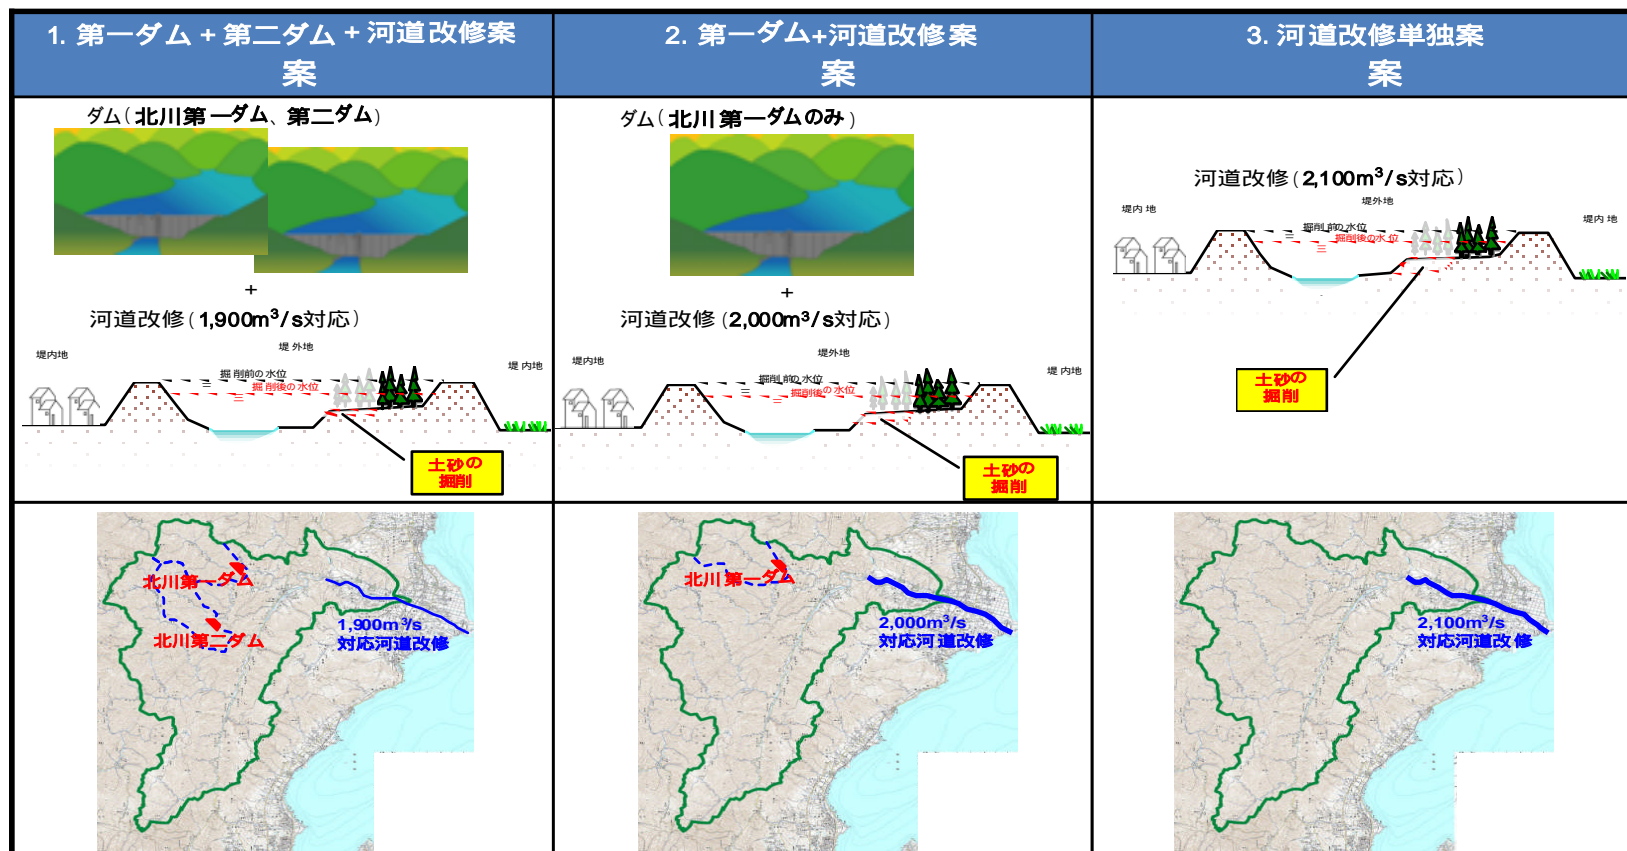 1. 第一ダム + 第二ダム + 河道改修案
案
2. 第一ダム+河道改修案
案
3. 河道改修単独案
案
ダム(北川第一ダム、第二ダム)
+
河道改修(1,900m³/s対応)
堤外地
堤内地
堤内地
掘削前の水位
掘削後の水位
土砂の
掘削
ダム(北川第一ダムのみ)
+
河道改修(2,000m³/s対応)
堤外地
堤内地
堤内地
掘削前の水位
掘削後の水位
土砂の
掘削
河道改修(2,100m³/s対応)
堤外地
堤内地
堤内地
掘削前の水位
掘削後の水位
土砂の
掘削
北川第一ダム
北川第二ダム
1,900m³/s
対応河道改修
北川第一ダム
2,000m³/s
対応河道改修
2,100m³/s
対応河道改修